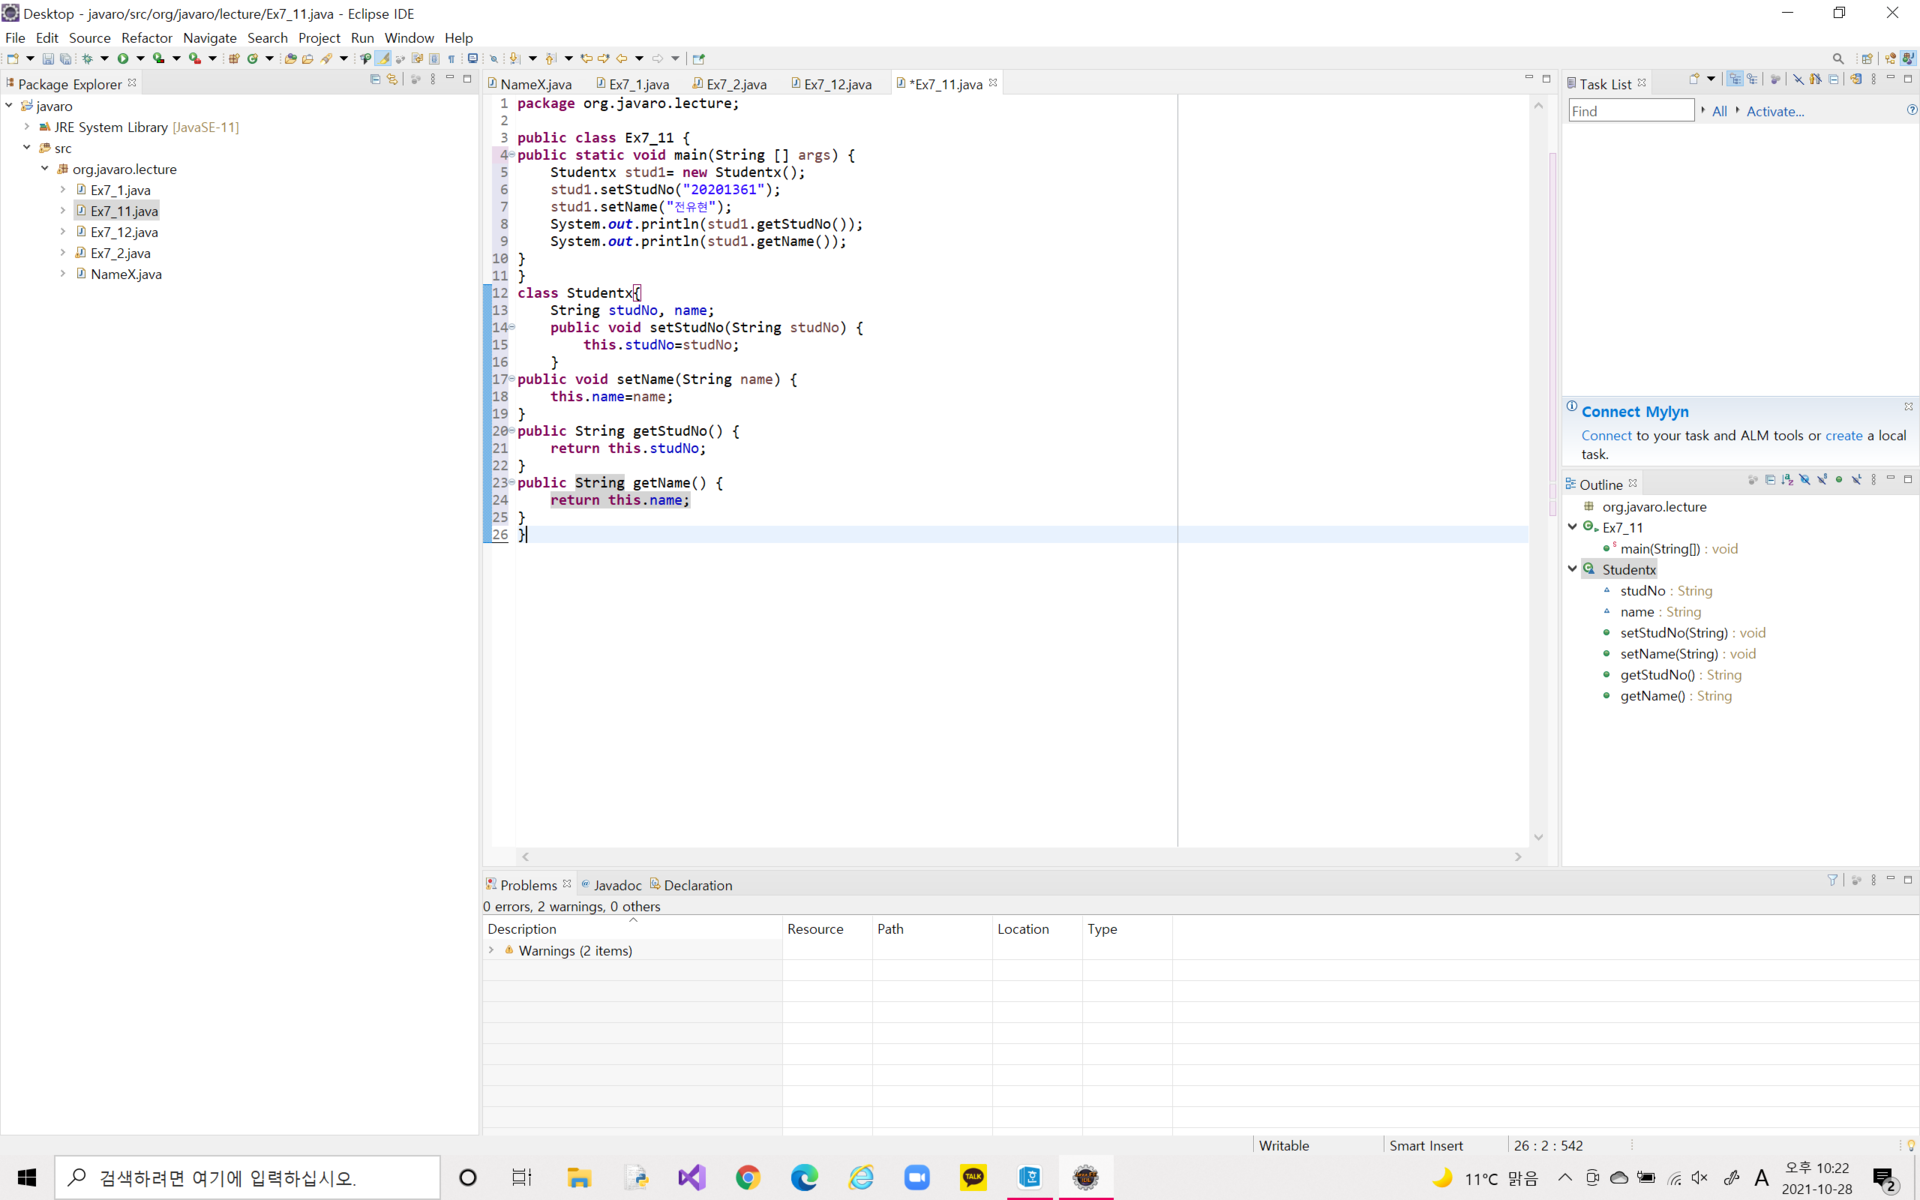 Desktop - javaro/src/org/javaro/lecture/Ex7_11.java - Eclipse IDE
File Edit Source Refactor Navigate Search Project Run Window Help
Package Explorer
javaro
JRE System Library [JavaSE-11]
src
org.javaro.lecture
Ex7_1.java
Ex7_11.java
Ex7_12.java
Ex7_2.java
NameX.java
NameX.java Ex7_1.java Ex7_2.java Ex7_12.java *Ex7_11.java
1 package org.javaro.lecture;
2
3 public class Ex7_11 {
4 public static void main(String [] args) {
5 Studentx stud1= new Studentx();
6 stud1.setStudNo("20201361");
7 stud1.setName("전유현");
8 System.out.println(stud1.getStudNo());
9 System.out.println(stud1.getName());
10 }
11 }
12 class Studentx{
13 String studNo, name;
14 public void setStudNo(String studNo) {
15 this.studNo=studNo;
16 }
17 public void setName(String name) {
18 this.name=name;
19 }
20 public String getStudNo() {
21 return this.studNo;
22 }
23 public String getName() {
24 return this.name;
25 }
26 }
Task List
Find All Activate...
Connect Mylyn
Connect to your task and ALM tools or create a local
task.
Outline
org.javaro.lecture
Ex7_11
main(String[]) : void
Studentx
studNo : String
name : String
setStudNo(String) : void
setName(String) : void
getStudNo() : String
getName() : String
Problems Javadoc Declaration
0 errors, 2 warnings, 0 others
Description Resource Path Location Type
Warnings (2 items)
Writable Smart Insert 26 : 2 : 542
검색하려면 여기에 입력하십시오.
TALK
11°C 맑음
A
오후 10:22
2021-10-28
2